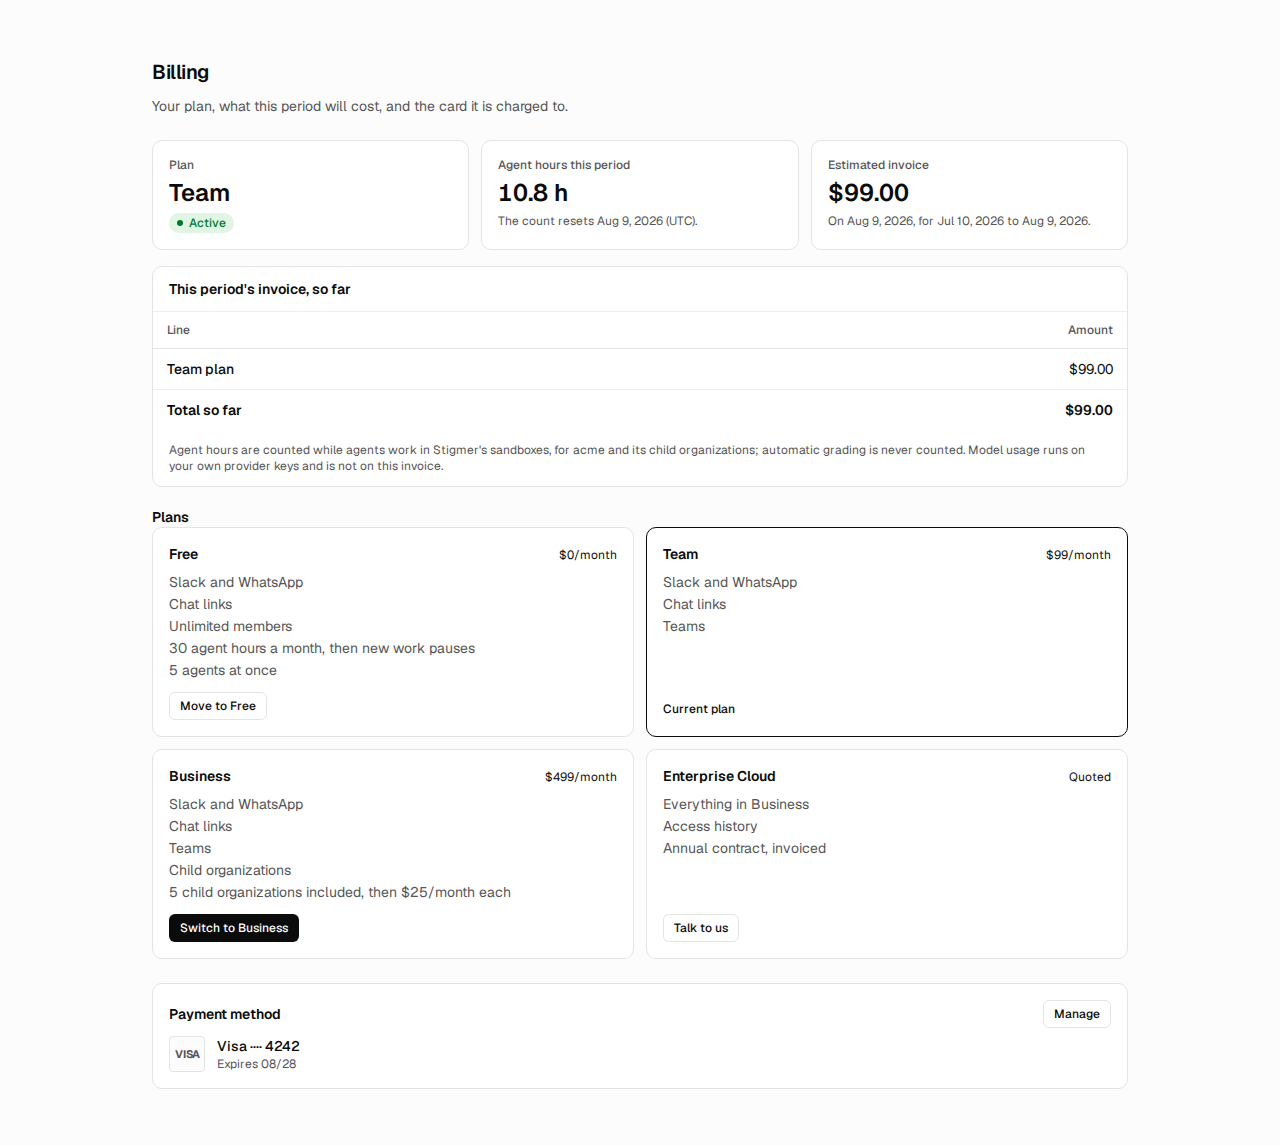 Billing
Your plan, what this period will cost, and the card it is charged to.
Plan
Team
Active
Agent hours this period
10.8 h
The count resets Aug 9, 2026 (UTC).
Estimated invoice
$99.00
On Aug 9, 2026, for Jul 10, 2026 to Aug 9, 2026.
This period's invoice, so far
Line Amount
Team plan $99.00
Total so far $99.00
Agent hours are counted while agents work in Stigmer's sandboxes, for acme and its child organizations; automatic grading is never counted. Model usage runs on
your own provider keys and is not on this invoice.
Plans
Free $0/month
Slack and WhatsApp
Chat links
Unlimited members
30 agent hours a month, then new work pauses
5 agents at once
Move to Free
Team $99/month
Slack and WhatsApp
Chat links
Teams
Current plan
Business $499/month
Slack and WhatsApp
Chat links
Teams
Child organizations
5 child organizations included, then $25/month each
Switch to Business
Enterprise Cloud Quoted
Everything in Business
Access history
Annual contract, invoiced
Talk to us
Payment method Manage
VISA
Visa ···· 4242
Expires 08/28